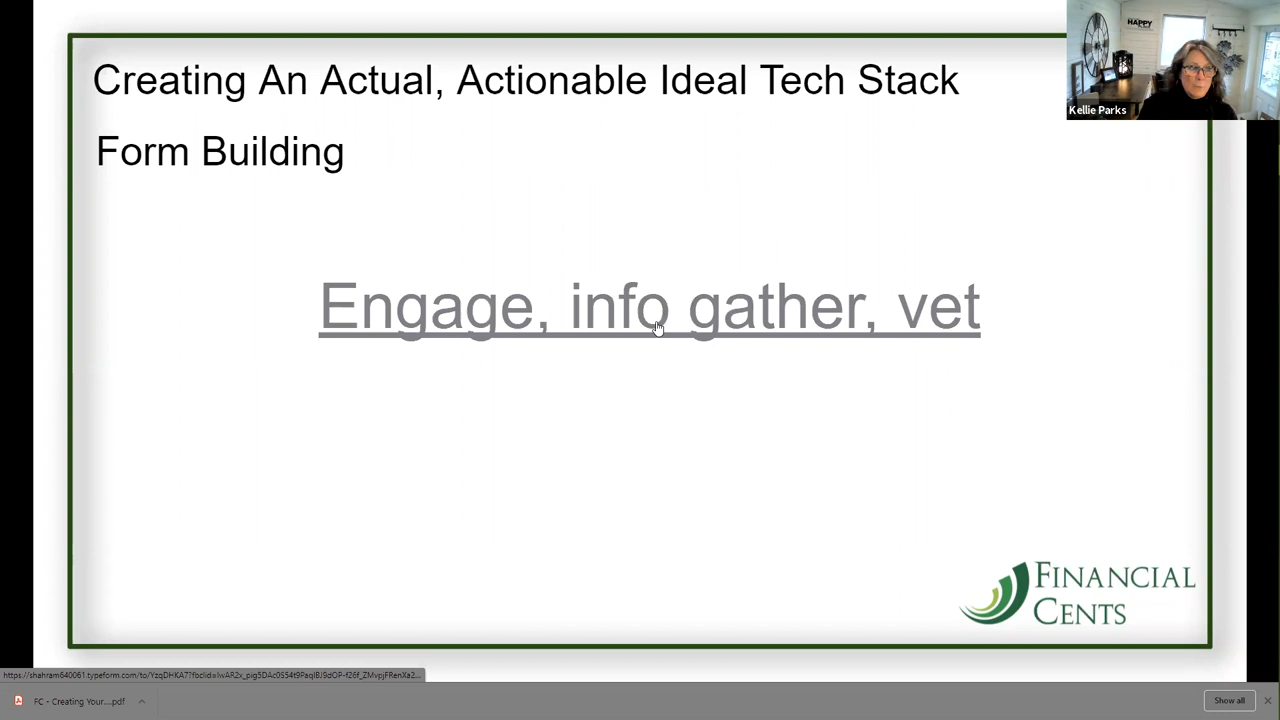 Creating An Actual, Actionable Ideal Tech Stack
HAPPY
Kellie Parks
Form Building
Engage, info gather, vet
FINANCIAL
CENTS
FC - Creating Your....pdf
Show all